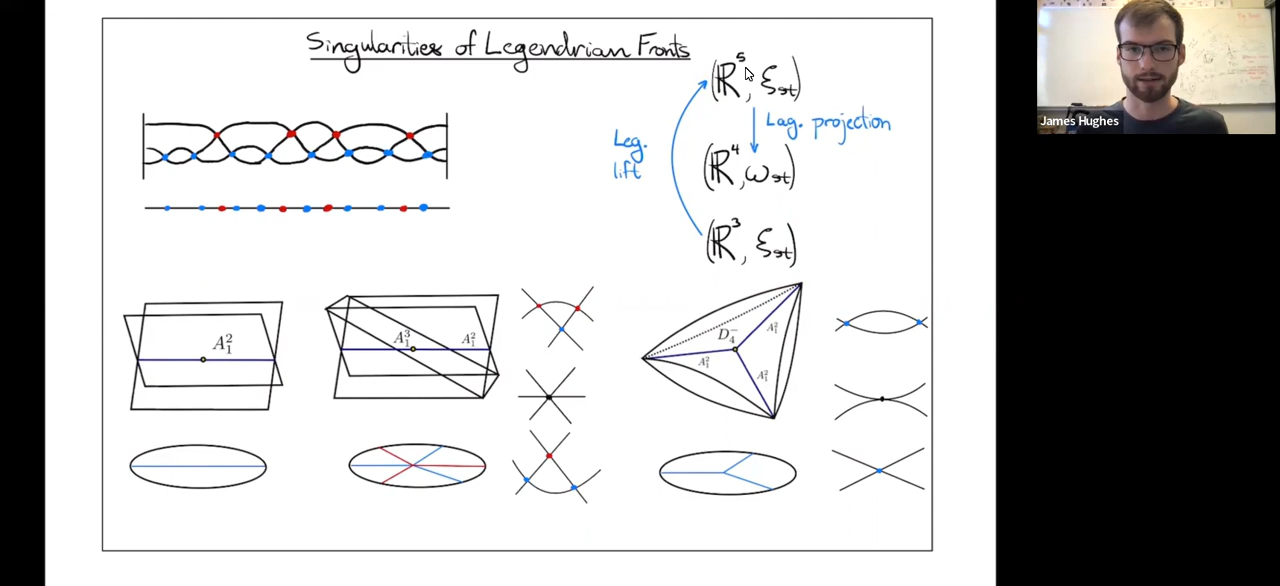 Singularities of Legendrian Fronts
(ℝ⁵, ξst)
Lag. projection
Leg.
lift
(ℝ⁴, ωst)
(ℝ³, ξst)
A₁²
A₁³
A₁²
D₄⁻
A₁²
A₁²
A₁²
James Hughes